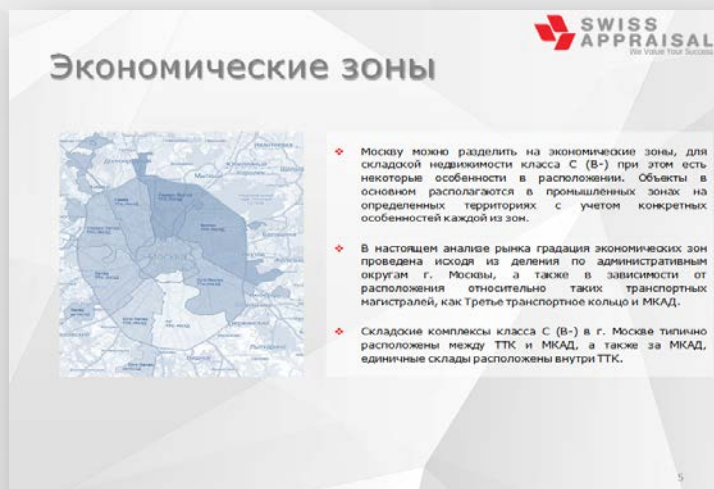 SWISS
APPRAISAL
We Value Your Success
Экономические зоны
Москву можно разделить на экономические зоны, для
складской недвижимости класса С (В-) при этом есть
некоторые особенности в расположении. Объекты в
основном располагаются в промышленных зонах на
определенных территориях с учетом конкретных
особенностей каждой из зон.
В настоящем анализе рынка градация экономических зон
проведена исходя из деления по административным
округам г. Москвы, а также в зависимости от
расположения относительно таких транспортных
магистралей, как Третье транспортное кольцо и МКАД.
Складские комплексы класса С (В-) в г. Москве типично
расположены между ТТК и МКАД, а также за МКАД,
единичные склады расположены внутри ТТК.
Мытищи
Москва
5